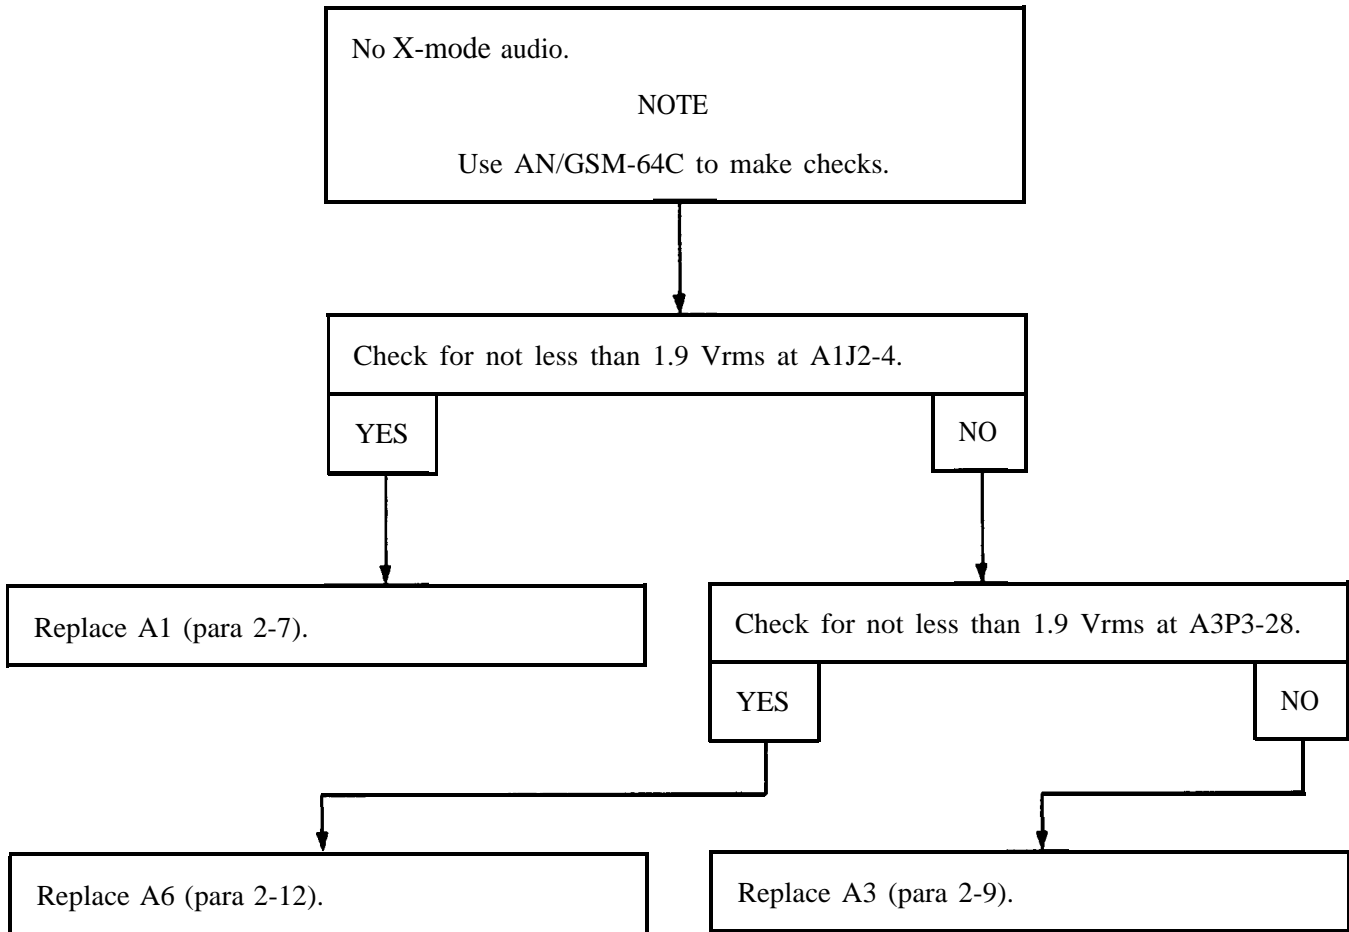 No X-mode audio.
NOTE
Use AN/GSM-64C to make checks.
Check for not less than 1.9 Vrms at A1J2-4.
YES
NO
Replace A1 (para 2-7).
Check for not less than 1.9 Vrms at A3P3-28.
YES
NO
Replace A6 (para 2-12).
Replace A3 (para 2-9).